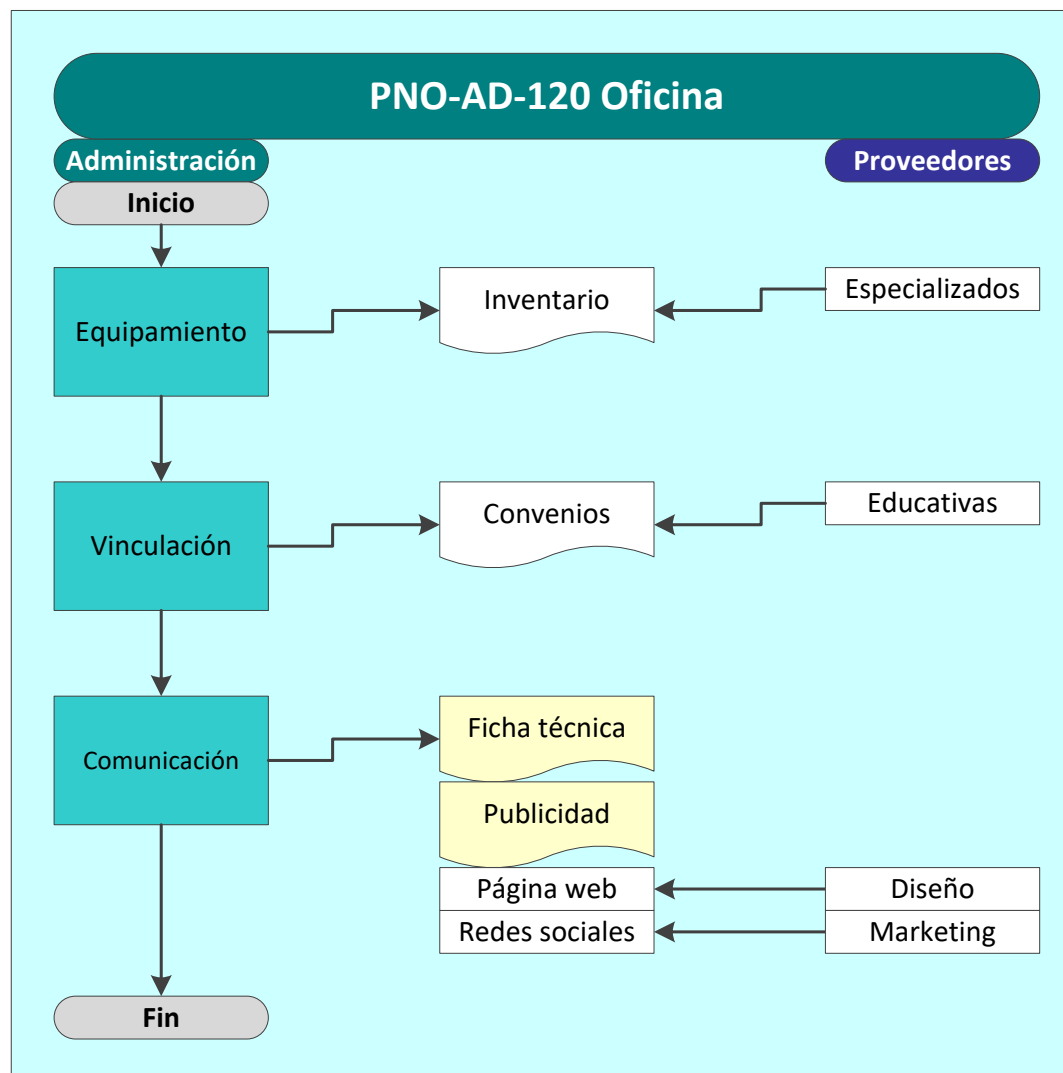 PNO-AD-120 Oficina
Administración
Proveedores
Inicio
Equipamiento
Inventario
Especializados
Vinculación
Convenios
Educativas
Comunicación
Ficha técnica
Publicidad
Página web
Diseño
Redes sociales
Marketing
Fin